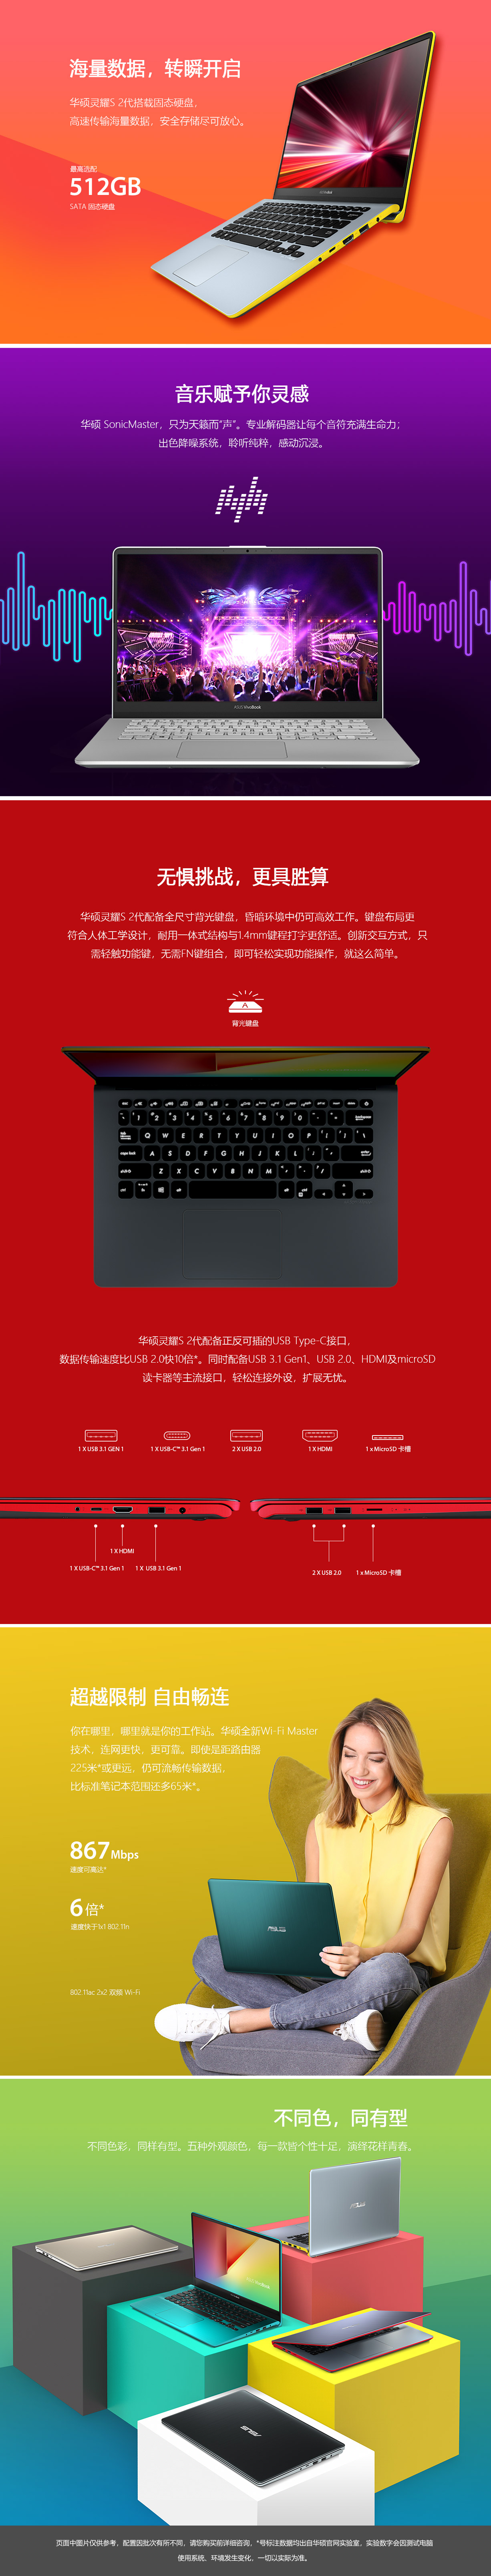 海量数据，转瞬开启
华硕灵耀S 2代搭载固态硬盘，
高速传输海量数据，安全存储尽可放心。
最高选配
512GB
SATA 固态硬盘
音乐赋予你灵感
华硕 SonicMaster，只为天籁而“声”。专业解码器让每个音符充满生命力；
出色降噪系统，聆听纯粹，感动沉浸。
ASUS VivoBook
无惧挑战，更具胜算
华硕灵耀S 2代配备全尺寸背光键盘，昏暗环境中仍可高效工作。键盘布局更
符合人体工学设计，耐用一体式结构与1.4mm键程打字更舒适。创新交互方式，只
需轻触功能键，无需FN键组合，即可轻松实现功能操作，就这么简单。
A
背光键盘
华硕灵耀S 2代配备正反可插的USB Type-C接口，
数据传输速度比USB 2.0快10倍*。同时配备USB 3.1 Gen1、USB 2.0、HDMI及microSD
读卡器等主流接口，轻松连接外设，扩展无忧。
1 X USB 3.1 GEN 1 1 X USB-C™ 3.1 Gen 1 2 X USB 2.0 1 X HDMI 1 x MicroSD 卡槽
1 X HDMI
1 X USB-C™ 3.1 Gen 1 1 X USB 3.1 Gen 1 2 X USB 2.0 1 x MicroSD 卡槽
超越限制 自由畅连
你在哪里，哪里就是你的工作站。华硕全新Wi-Fi Master
技术，连网更快，更可靠。即使是距路由器
225米*或更远，仍可流畅传输数据，
比标准笔记本范围还多65米*。
867Mbps
速度可高达*
6倍*
速度快于1x1 802.11n
802.11ac 2x2 双频 Wi-Fi
不同色，同有型
不同色彩，同样有型。五种外观颜色，每一款皆个性十足，演绎花样青春。
ASUS
页面中图片仅供参考，配置因批次有所不同，请您购买前详细咨询，*号标注数据均出自华硕官网实验室，实验数字会因测试电脑
使用系统、环境发生变化，一切以实际为准。